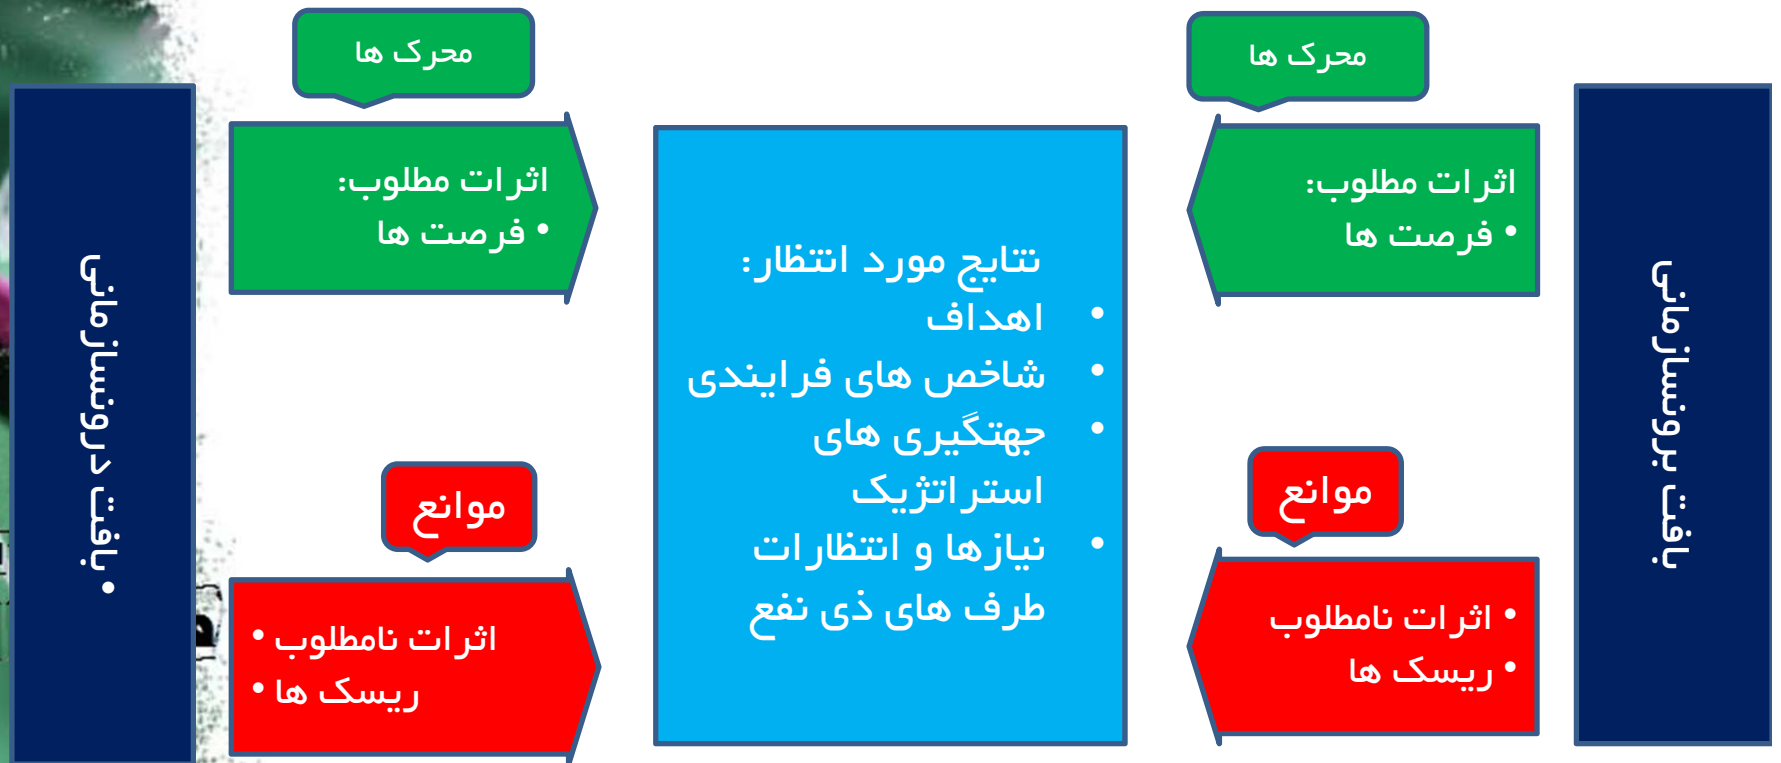 محرک ها
محرک ها
اثرات مطلوب:
• فرصت ها
اثرات مطلوب:
• فرصت ها
بافت برونسازمانی
نتایج مورد انتظار:
• اهداف
• شاخص های فرایندی
• جهتگیری های
استراتژیک
• نیازها و انتظارات
طرف های ذی نفع
• بافت درونسازمانی
موانع
موانع
• اثرات نامطلوب
• ریسک ها
اثرات نامطلوب •
ریسک ها •